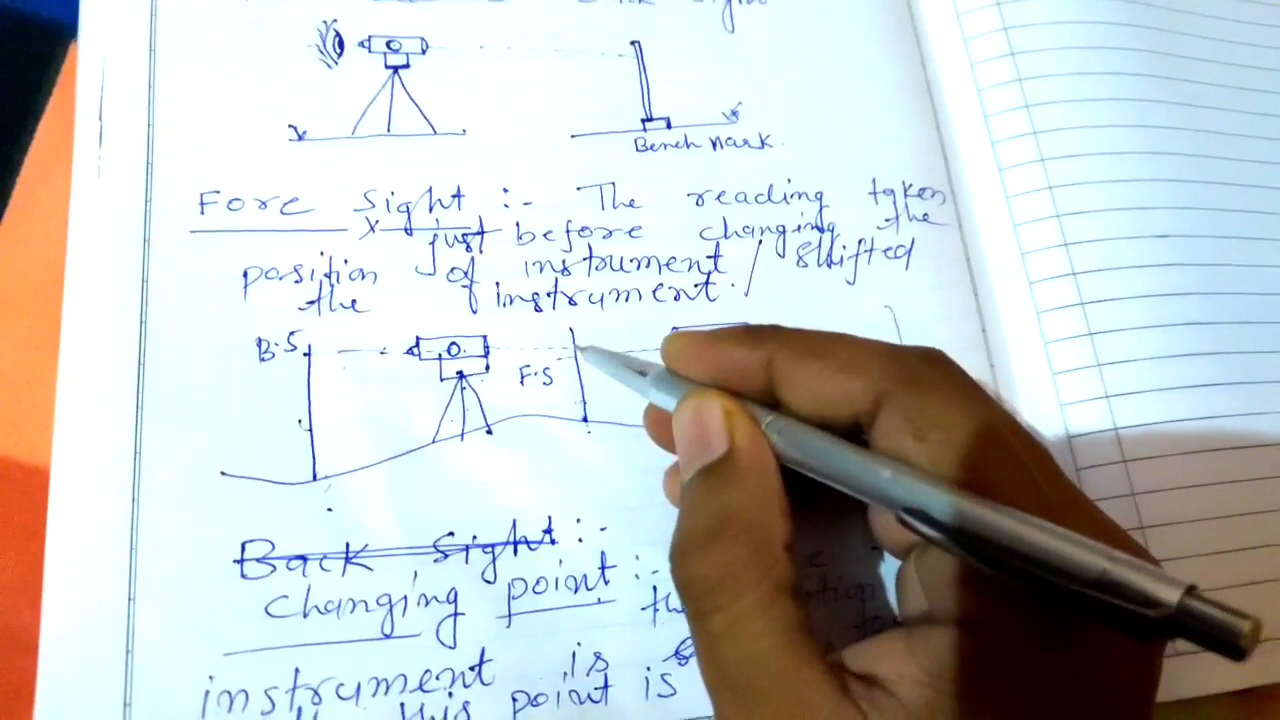 Bench Mark.
Fore Sight :- The reading taken
just before changing the
position of instrument / shifted
the instrument.
B.S
F.S
Back Sight :-
changing point :- the
instrument is
this point is